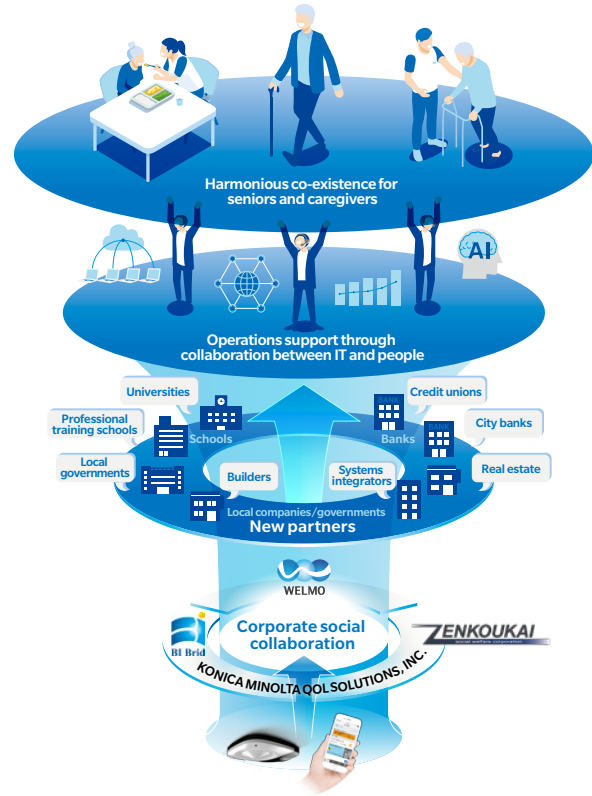 Harmonious co-existence for
seniors and caregivers
AI
Operations support through
collaboration between IT and people
Universities
Credit unions
BANK
Professional
training schools
Schools
Banks
BANK
City banks
Local
governments
Builders
Systems
integrators
Real estate
Local companies/governments
New partners
WELMO
Corporate social
collaboration
BI Brid
ZENKOUKAI
social welfare corporation
KONICA MINOLTA QOL SOLUTIONS, INC.